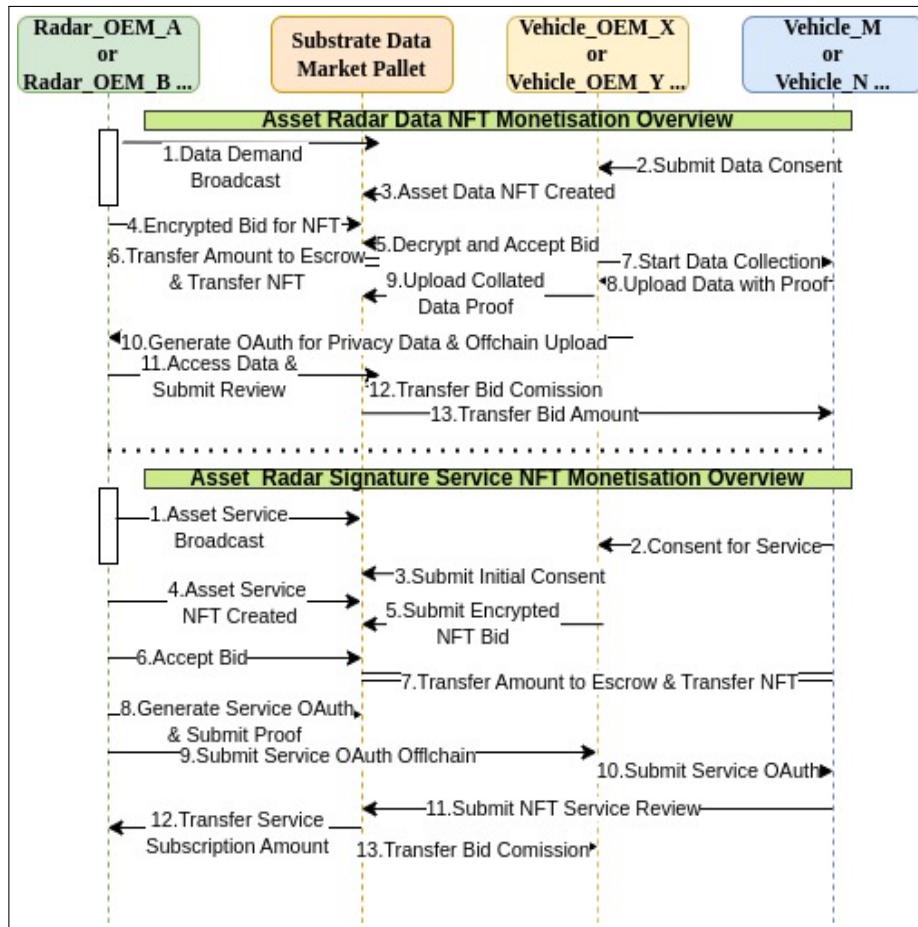 Radar_OEM_A
or
Radar_OEM_B ...
Substrate Data
Market Pallet
Vehicle_OEM_X
or
Vehicle_OEM_Y ...
Vehicle_M
or
Vehicle_N ...
Asset Radar Data NFT Monetisation Overview
1.Data Demand
Broadcast
2.Submit Data Consent
3.Asset Data NFT Created
4.Encrypted Bid for NFT
5.Decrypt and Accept Bid
6.Transfer Amount to Escrow
& Transfer NFT
7.Start Data Collection
8.Upload Data with Proof
9.Upload Collated
Data Proof
10.Generate OAuth for Privacy Data & Offchain Upload
11.Access Data &
Submit Review
12.Transfer Bid Comission
13.Transfer Bid Amount
Asset Radar Signature Service NFT Monetisation Overview
1.Asset Service
Broadcast
2.Consent for Service
3.Submit Initial Consent
4.Asset Service
NFT Created
5.Submit Encrypted
NFT Bid
6.Accept Bid
7.Transfer Amount to Escrow & Transfer NFT
8.Generate Service OAuth
& Submit Proof
9.Submit Service OAuth Offlchain
10.Submit Service OAuth
11.Submit NFT Service Review
12.Transfer Service
Subscription Amount
13.Transfer Bid Comission